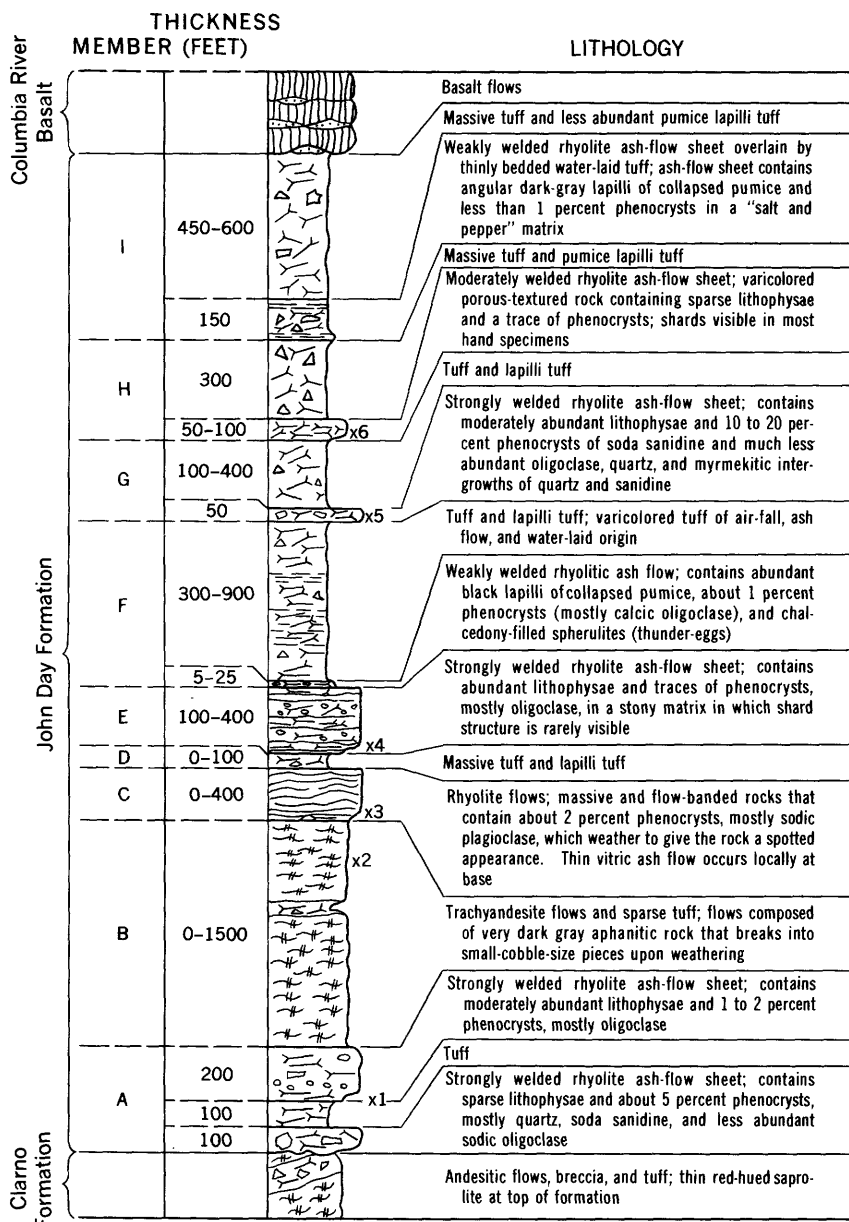 THICKNESS
MEMBER (FEET)
LITHOLOGY
Columbia River
Basalt
Basalt flows
Massive tuff and less abundant pumice lapilli tuff
John Day Formation
I
450-600
Weakly welded rhyolite ash-flow sheet overlain by
thinly bedded water-laid tuff; ash-flow sheet contains
angular dark-gray lapilli of collapsed pumice and
less than 1 percent phenocrysts in a "salt and
pepper" matrix
150
Massive tuff and pumice lapilli tuff
H
300
Moderately welded rhyolite ash-flow sheet; varicolored
porous-textured rock containing sparse lithophysae
and a trace of phenocrysts; shards visible in most
hand specimens
50-100
x6
Tuff and lapilli tuff
G
100-400
Strongly welded rhyolite ash-flow sheet; contains
moderately abundant lithophysae and 10 to 20 per-
cent phenocrysts of soda sanidine and much less
abundant oligoclase, quartz, and myrmekitic inter-
growths of quartz and sanidine
50
x5
Tuff and lapilli tuff; varicolored tuff of air-fall, ash
flow, and water-laid origin
F
300-900
Weakly welded rhyolitic ash flow; contains abundant
black lapilli of collapsed pumice, about 1 percent
phenocrysts (mostly calcic oligoclase), and chal-
cedony-filled spherulites (thunder-eggs)
5-25
E
100-400
Strongly welded rhyolite ash-flow sheet; contains
abundant lithophysae and traces of phenocrysts,
mostly oligoclase, in a stony matrix in which shard
structure is rarely visible
x4
D
0-100
Massive tuff and lapilli tuff
C
0-400
x3
Rhyolite flows; massive and flow-banded rocks that
contain about 2 percent phenocrysts, mostly sodic
plagioclase, which weather to give the rock a spotted
appearance. Thin vitric ash flow occurs locally at
base
x2
B
0-1500
Trachyandesite flows and sparse tuff; flows composed
of very dark gray aphanitic rock that breaks into
small-cobble-size pieces upon weathering
A
200
Strongly welded rhyolite ash-flow sheet; contains
moderately abundant lithophysae and 1 to 2 percent
phenocrysts, mostly oligoclase
x1
100
Tuff
100
Strongly welded rhyolite ash-flow sheet; contains
sparse lithophysae and about 5 percent phenocrysts,
mostly quartz, soda sanidine, and less abundant
sodic oligoclase
Clarno
Formation
Andesitic flows, breccia, and tuff; thin red-hued sapro-
lite at top of formation